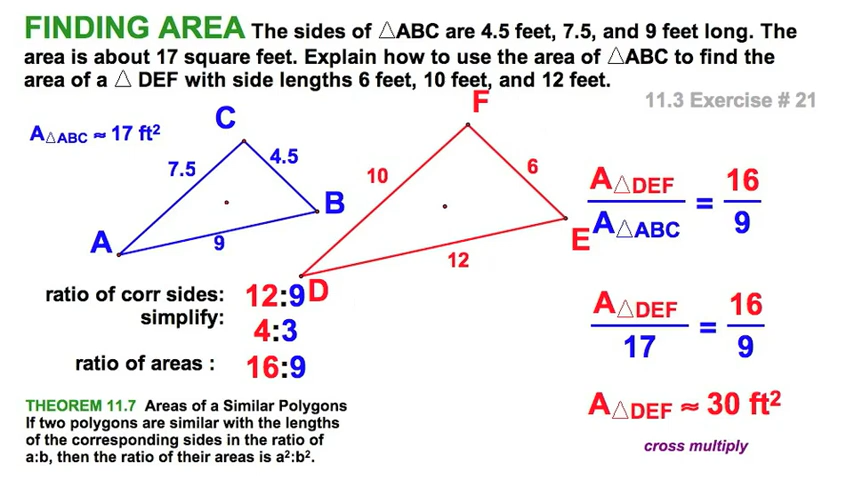 FINDING AREA The sides of △ABC are 4.5 feet, 7.5, and 9 feet long. The
area is about 17 square feet. Explain how to use the area of △ABC to find the
area of a △ DEF with side lengths 6 feet, 10 feet, and 12 feet.
11.3 Exercise # 21
A△ABC ≈ 17 ft²
C
7.5
4.5
B
A
9
F
10
6
E
12
D
A△DEF / A△ABC = 16 / 9
ratio of corr sides: 12:9
simplify: 4:3
ratio of areas : 16:9
A△DEF / 17 = 16 / 9
A△DEF ≈ 30 ft²
cross multiply
THEOREM 11.7 Areas of a Similar Polygons
If two polygons are similar with the lengths
of the corresponding sides in the ratio of
a:b, then the ratio of their areas is a²:b².